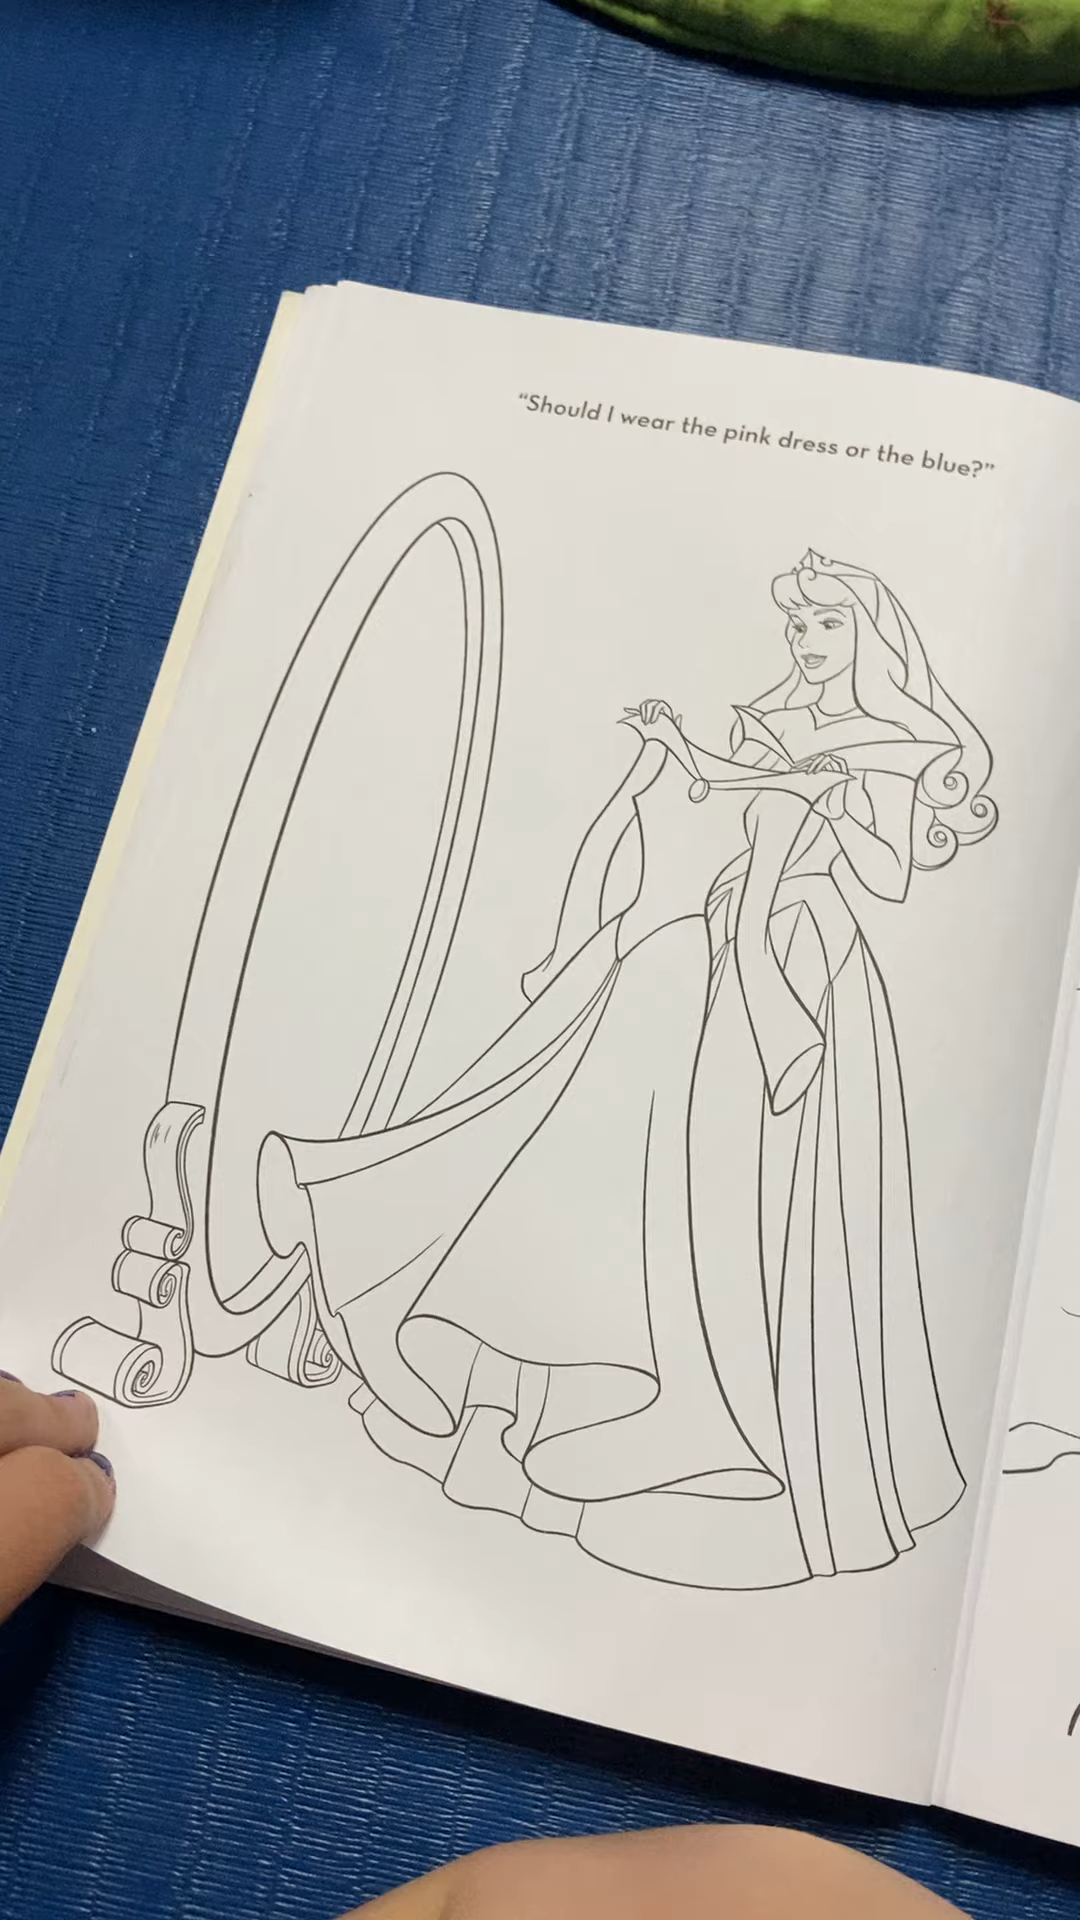 “Should I wear the pink dress or the blue?”